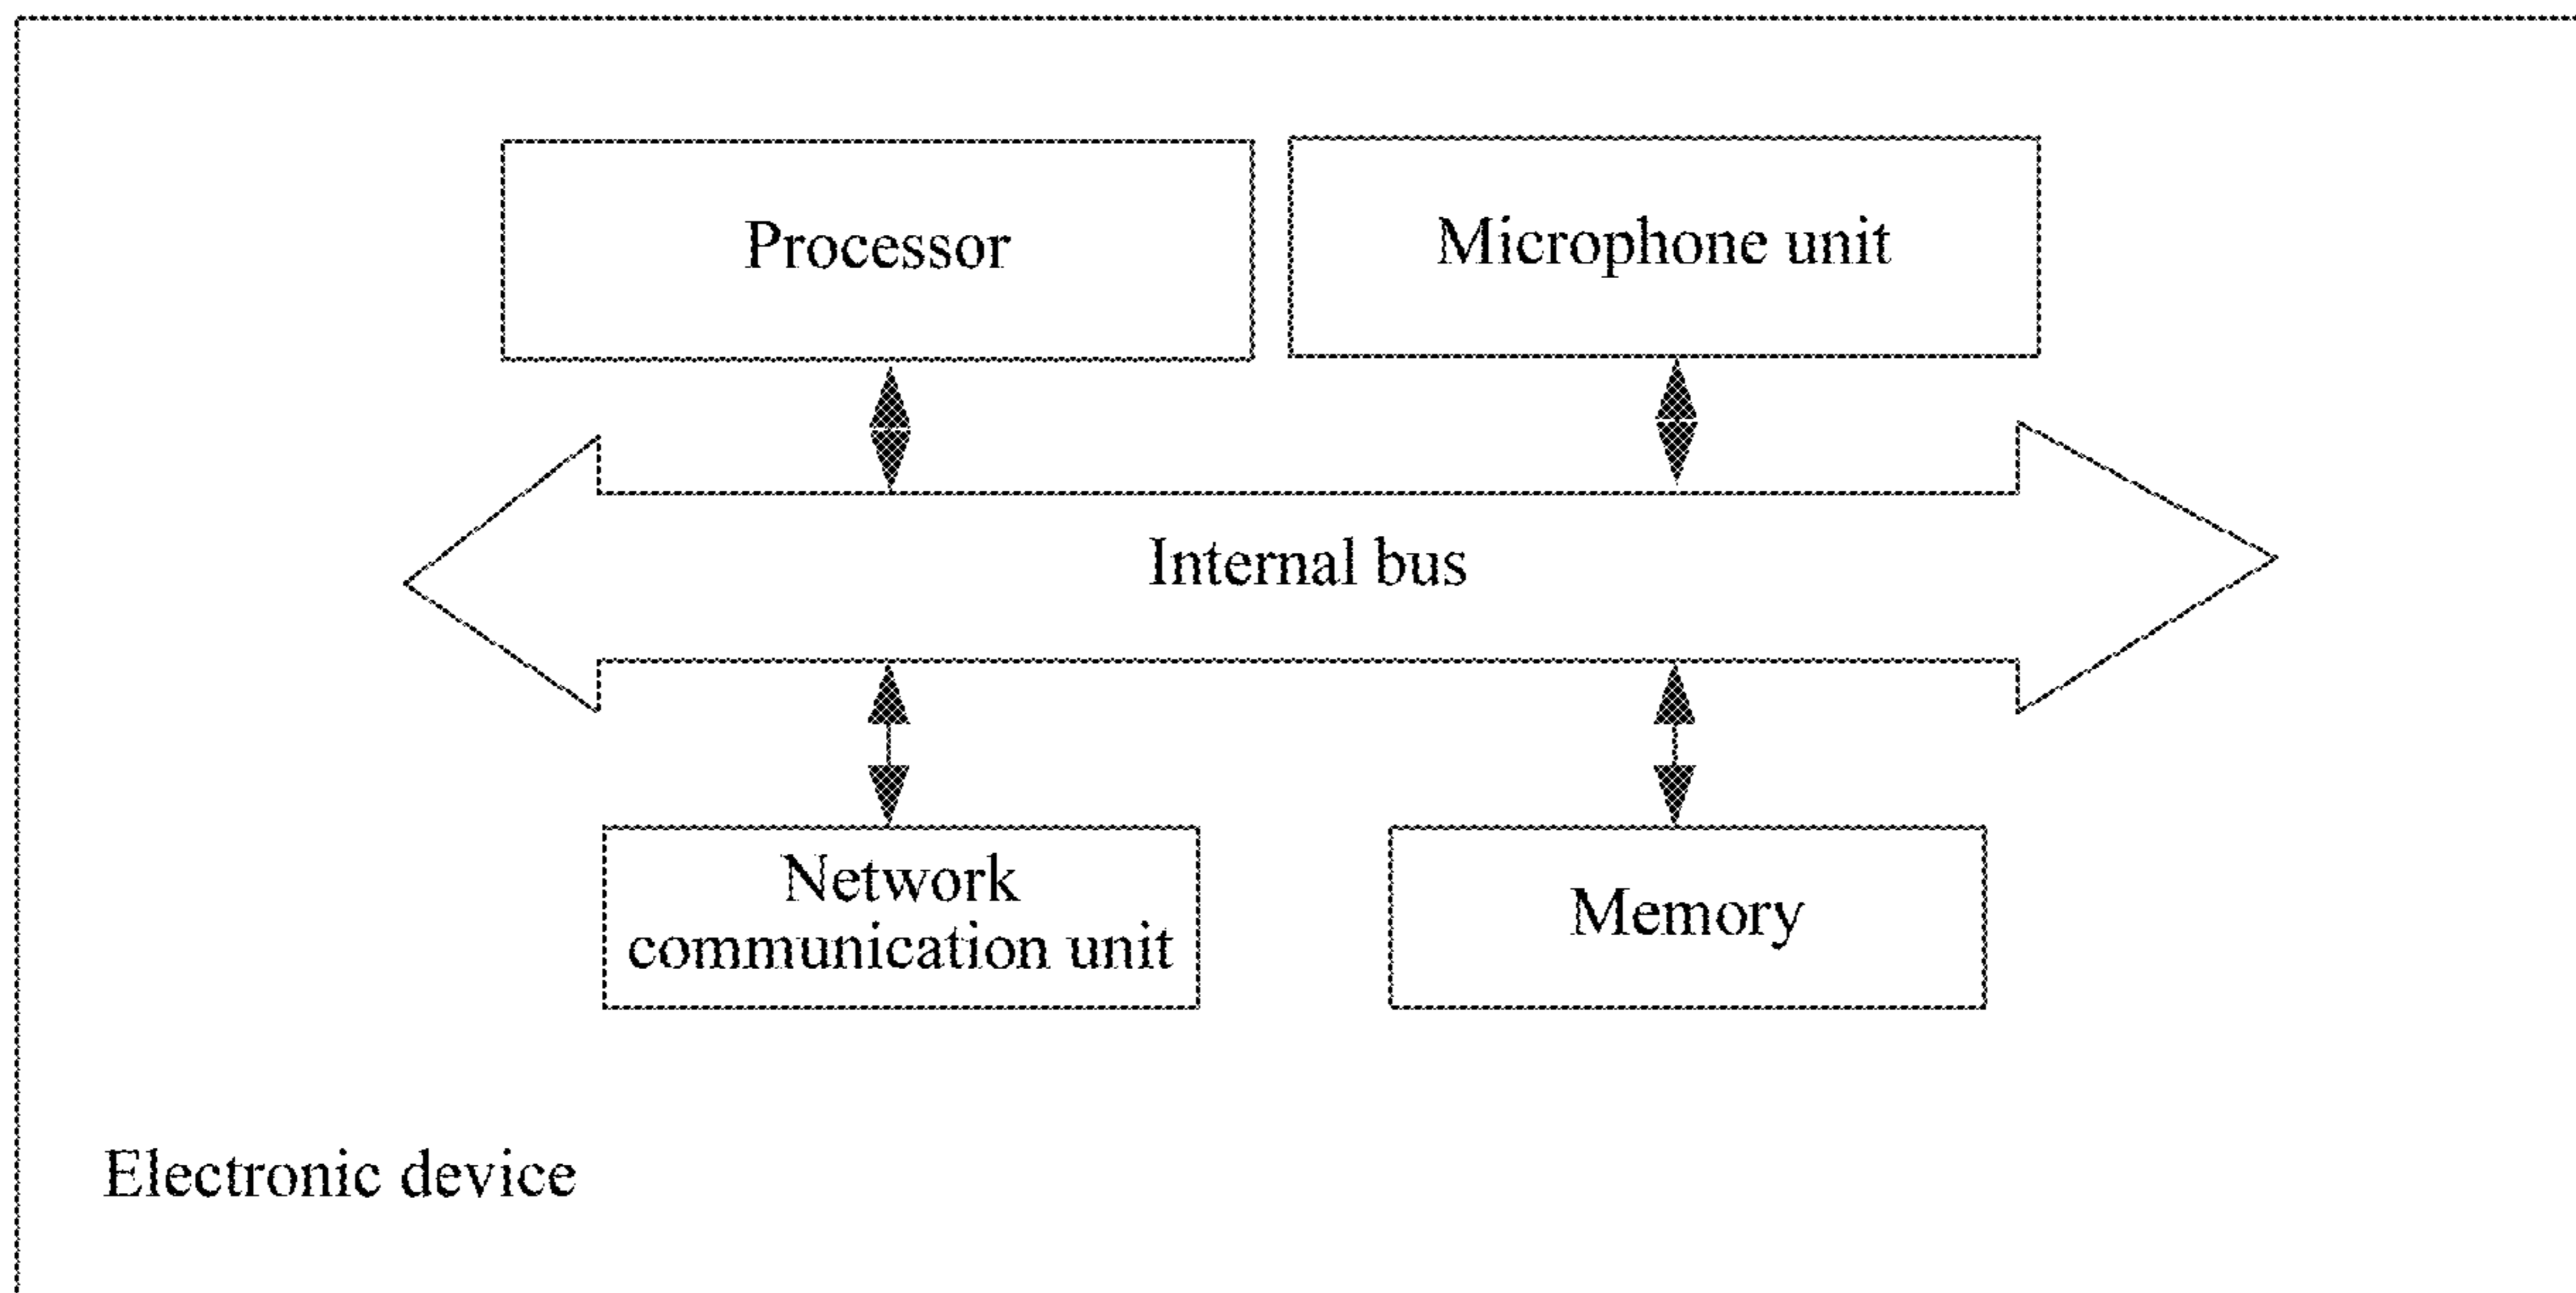 Processor
Microphone unit
Internal bus
Network
communication unit
Memory
Electronic device